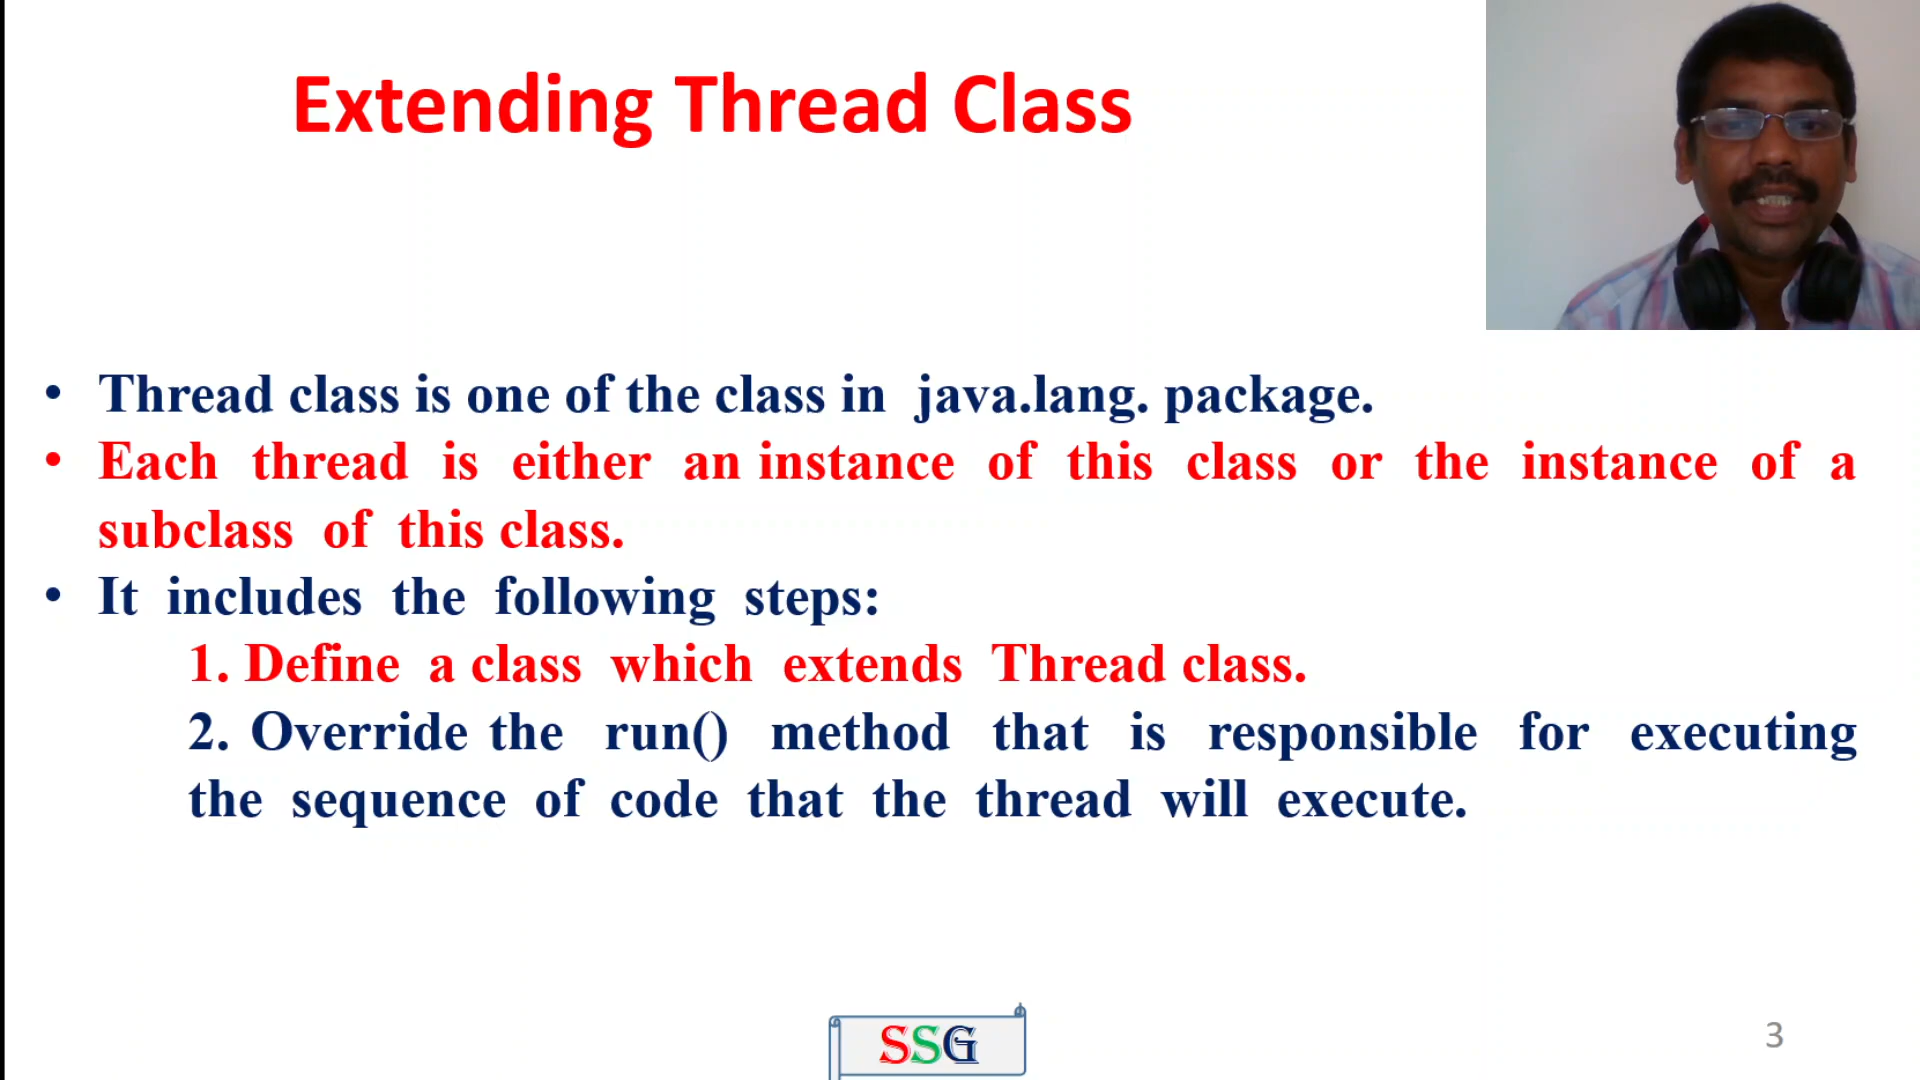 Extending Thread Class
• Thread class is one of the class in java.lang. package.
• Each thread is either an instance of this class or the instance of a
subclass of this class.
• It includes the following steps:
1. Define a class which extends Thread class.
2. Override the run() method that is responsible for executing
the sequence of code that the thread will execute.
SSG
3